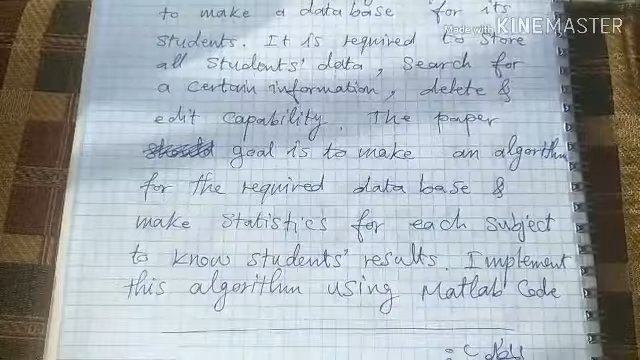 to make a database for its
Made with KINEMASTER
students. It is required to store
all students' data, search for
a certain information, delete &
edit capability. The paper
goal is to make an algorithm
for the required data base &
make statistics for each subject
to know students' results. Implement
this algorithm using Matlab Code